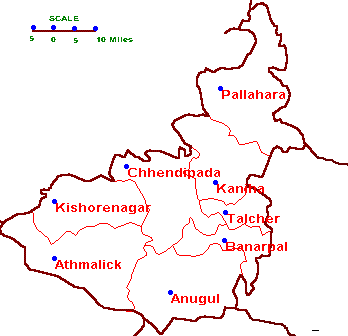 SCALE
5 0 5 10 Miles
Pallahara
Chhendipada
Kaniha
Kishorenagar
Talcher
Banarpal
Athmalick
Anugul